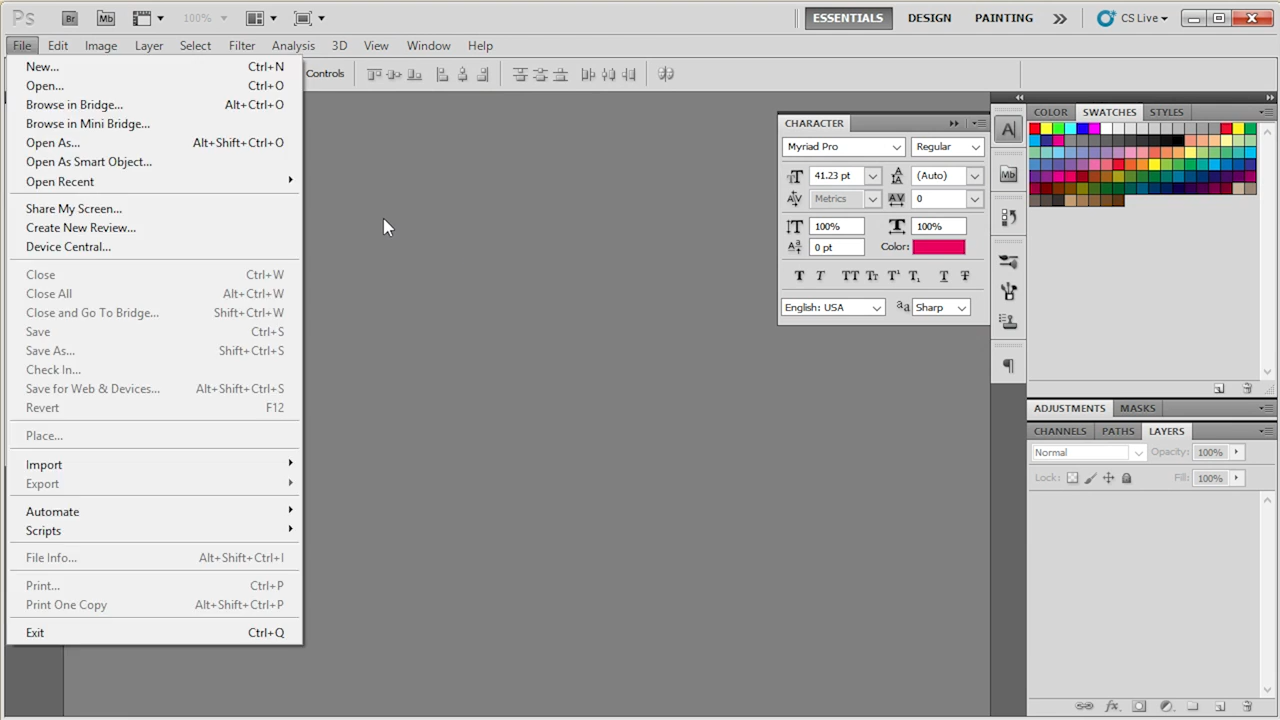 Ps Br Mb 100% ESSENTIALS DESIGN PAINTING CS Live
File Edit Image Layer Select Filter Analysis 3D View Window Help
Controls
New... Ctrl+N
Open... Ctrl+O
Browse in Bridge... Alt+Ctrl+O
Browse in Mini Bridge...
Open As... Alt+Shift+Ctrl+O
Open As Smart Object...
Open Recent
Share My Screen...
Create New Review...
Device Central...
Close Ctrl+W
Close All Alt+Ctrl+W
Close and Go To Bridge... Shift+Ctrl+W
Save Ctrl+S
Save As... Shift+Ctrl+S
Check In...
Save for Web & Devices... Alt+Shift+Ctrl+S
Revert F12
Place...
Import
Export
Automate
Scripts
File Info... Alt+Shift+Ctrl+I
Print... Ctrl+P
Print One Copy Alt+Shift+Ctrl+P
Exit Ctrl+Q
CHARACTER
Myriad Pro Regular
41.23 pt (Auto)
Metrics 0
100% 100%
0 pt Color:
T T TT TT T¹ T₁ T T
English: USA aa Sharp
A
Mb
COLOR SWATCHES STYLES
ADJUSTMENTS MASKS
CHANNELS PATHS LAYERS
Normal Opacity: 100%
Lock: Fill: 100%
fx